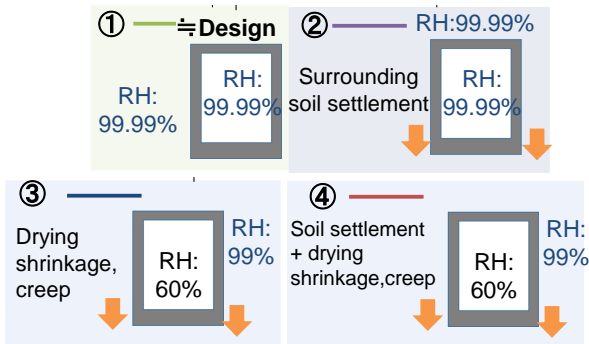 ① ≒Design
RH:
99.99%
RH:
99.99%
② RH:99.99%
Surrounding
soil settlement
RH:
99.99%
③
Drying
shrinkage,
creep
RH:
60%
RH:
99%
④
Soil settlement
+ drying
shrinkage,creep
RH:
60%
RH:
99%